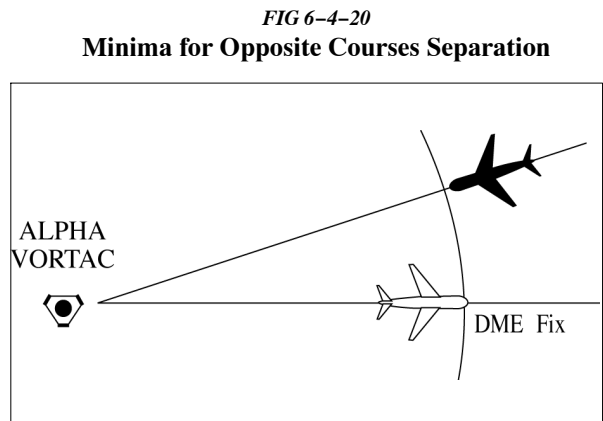 FIG 6–4–20
Minima for Opposite Courses Separation
ALPHA
VORTAC
DME Fix